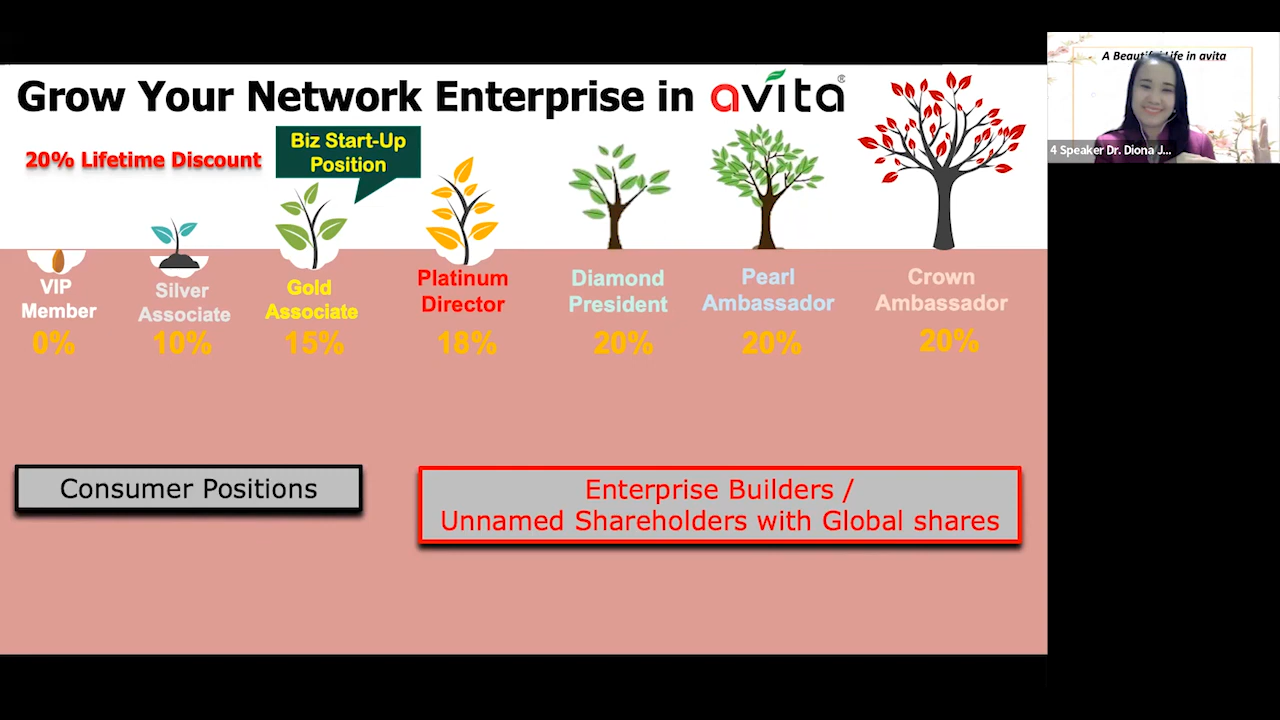 Grow Your Network Enterprise in avita®
20% Lifetime Discount
Biz Start-Up
Position
VIP
Member
0%
Silver
Associate
10%
Gold
Associate
15%
Platinum
Director
18%
Diamond
President
20%
Pearl
Ambassador
20%
Crown
Ambassador
20%
Consumer Positions
Enterprise Builders /
Unnamed Shareholders with Global shares
A Beautiful Life in avita
4 Speaker Dr. Diona J...